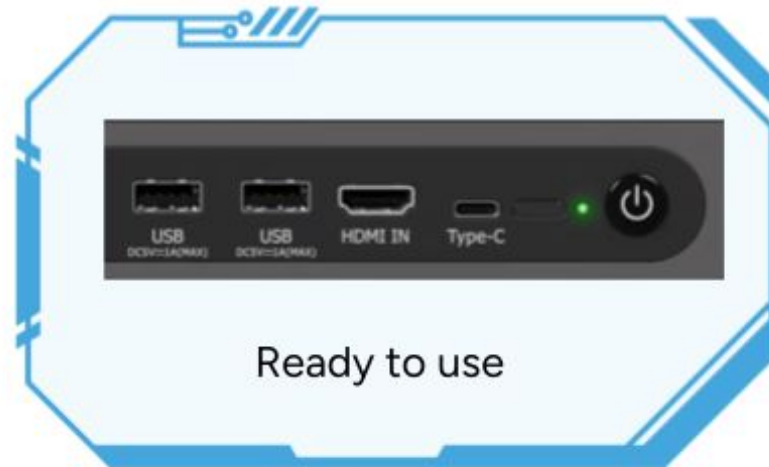 USB
DC5V⎓1A(MAX)
USB
DC5V⎓1A(MAX)
HDMI IN
Type-C
Ready to use